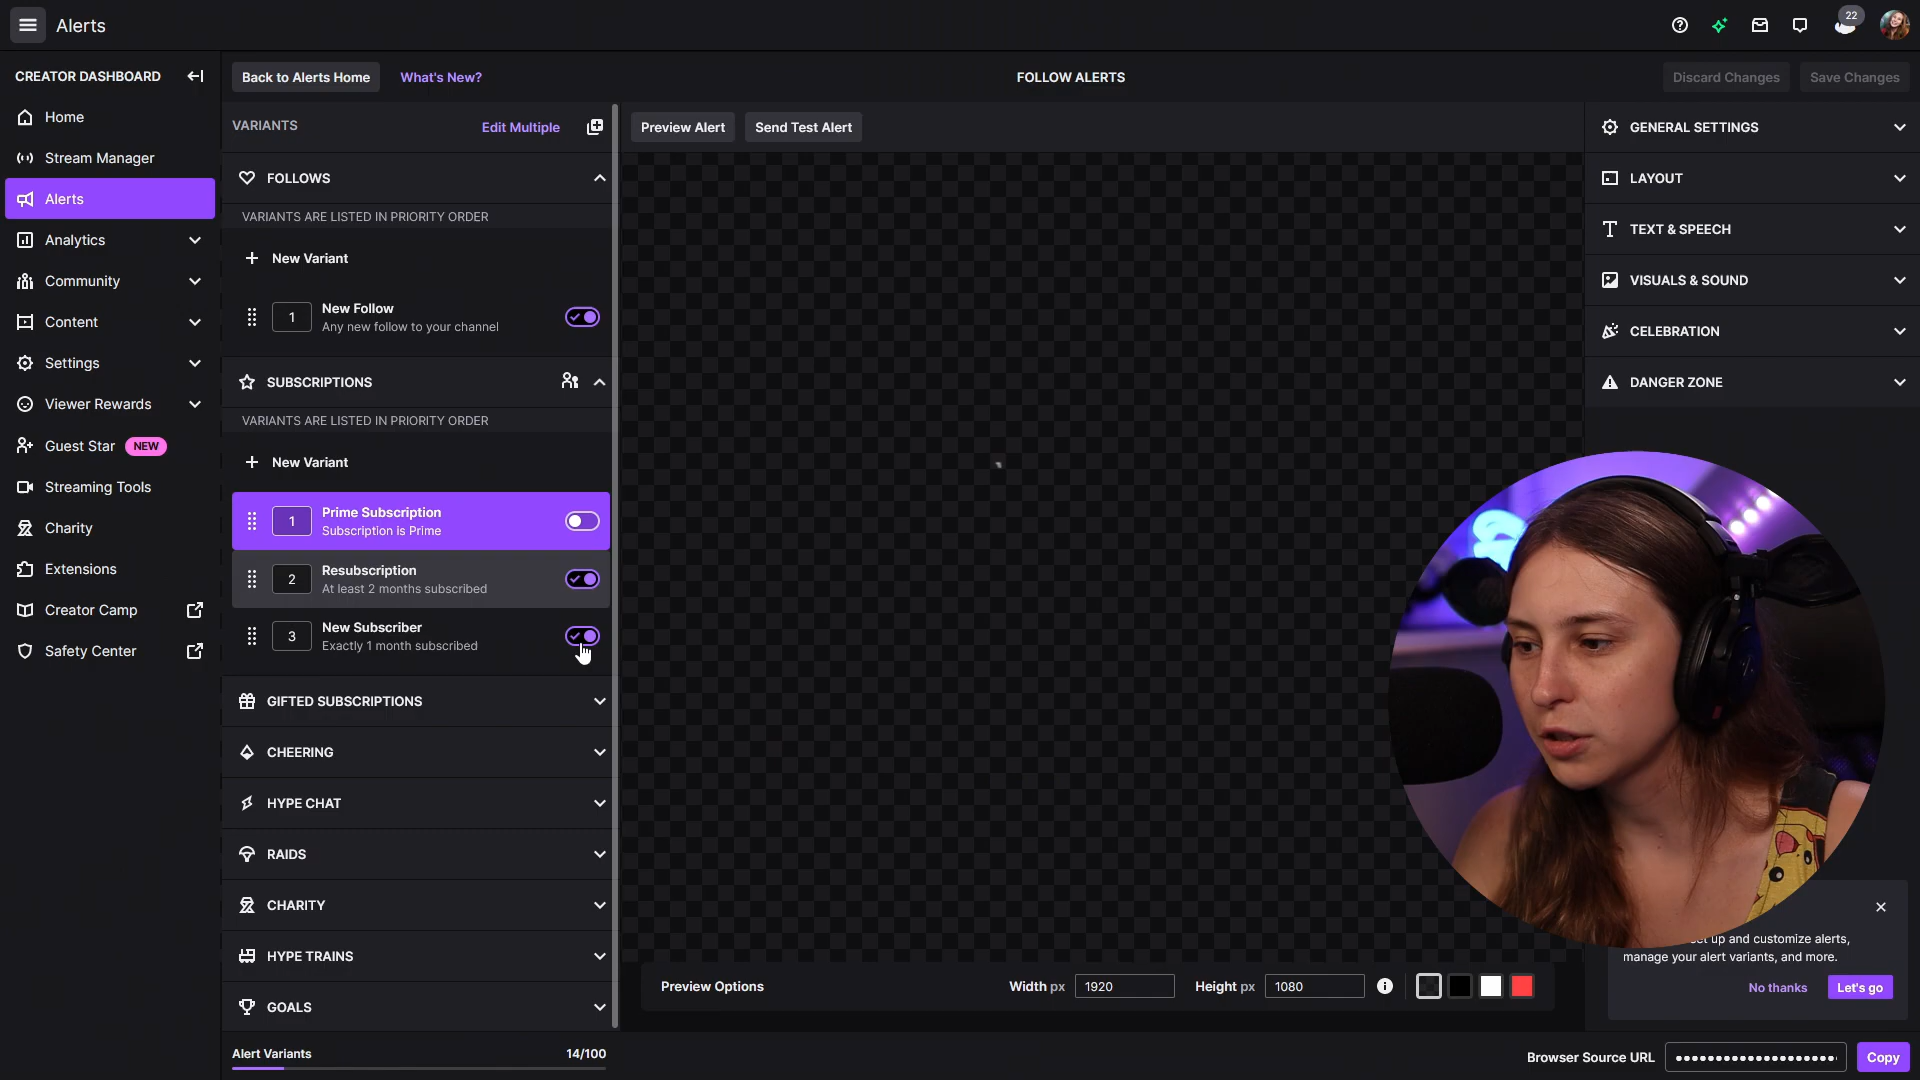 Alerts
22
CREATOR DASHBOARD
Home
Stream Manager
Alerts
Analytics
Community
Content
Settings
Viewer Rewards
Guest Star NEW
Streaming Tools
Charity
Extensions
Creator Camp
Safety Center
Back to Alerts Home
What's New?
FOLLOW ALERTS
Discard Changes
Save Changes
VARIANTS
Edit Multiple
FOLLOWS
VARIANTS ARE LISTED IN PRIORITY ORDER
New Variant
1
New Follow
Any new follow to your channel
SUBSCRIPTIONS
VARIANTS ARE LISTED IN PRIORITY ORDER
New Variant
1
Prime Subscription
Subscription is Prime
2
Resubscription
At least 2 months subscribed
3
New Subscriber
Exactly 1 month subscribed
GIFTED SUBSCRIPTIONS
CHEERING
HYPE CHAT
RAIDS
CHARITY
HYPE TRAINS
GOALS
Alert Variants 14/100
Preview Alert
Send Test Alert
Preview Options
Width px 1920
Height px 1080
GENERAL SETTINGS
LAYOUT
TEXT & SPEECH
VISUALS & SOUND
CELEBRATION
DANGER ZONE
up and customize alerts,
manage your alert variants, and more.
No thanks
Let's go
Browser Source URL
Copy